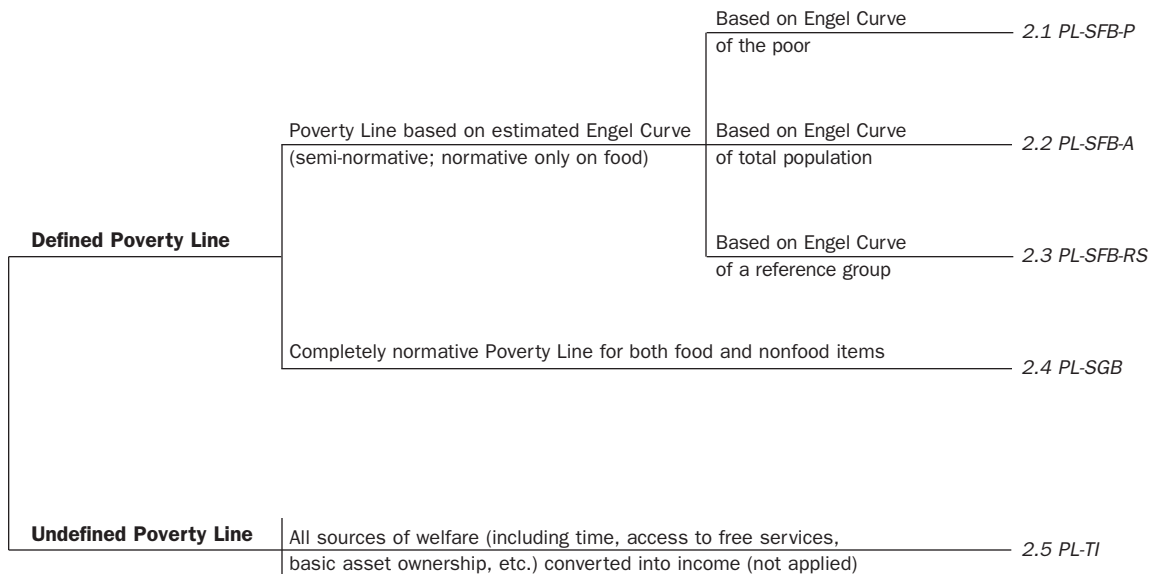 Based on Engel Curve
of the poor
2.1 PL-SFB-P
Poverty Line based on estimated Engel Curve
(semi-normative; normative only on food)
Based on Engel Curve
of total population
2.2 PL-SFB-A
Defined Poverty Line
Based on Engel Curve
of a reference group
2.3 PL-SFB-RS
Completely normative Poverty Line for both food and nonfood items
2.4 PL-SGB
Undefined Poverty Line
All sources of welfare (including time, access to free services,
basic asset ownership, etc.) converted into income (not applied)
2.5 PL-TI